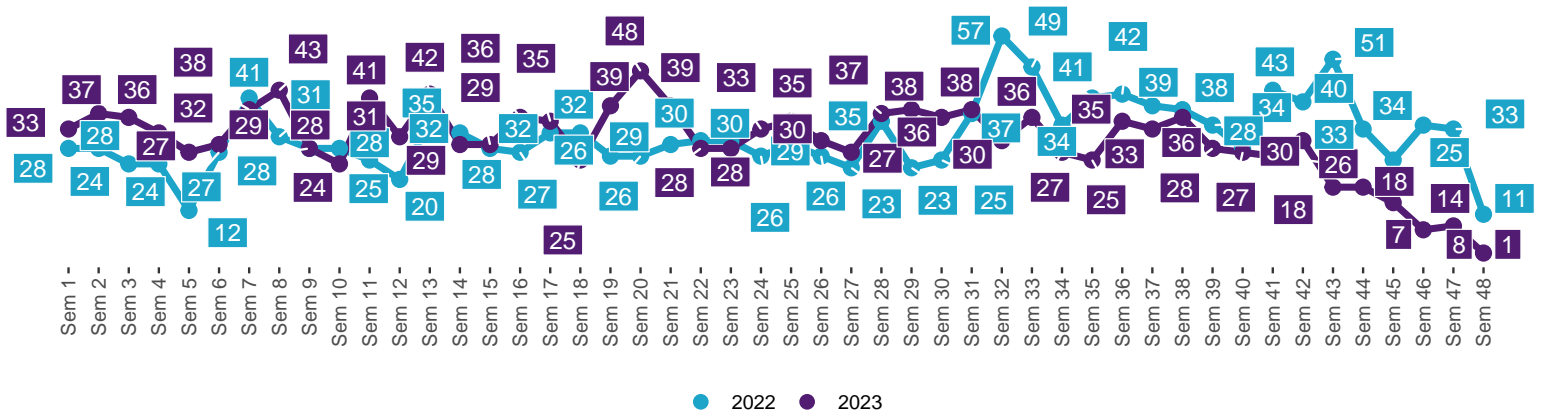 57
49
48
51
43
42
36
35
42
38
41
41
39
33
35
37
38
38
41
39
38
43
37
36
32
31
35
32
30
35
36
35
34
40
34
33
33
28
27
29
28
31
28
32
29
32
26
29
30
30
29
27
36
30
37
34
33
36
28
30
33
26
25
28
24
24
27
28
24
25
20
28
27
26
28
28
26
26
23
23
25
27
25
28
27
18
18
14
11
12
25
7
8
1
Sem 1
Sem 2
Sem 3
Sem 4
Sem 5
Sem 6
Sem 7
Sem 8
Sem 9
Sem 10
Sem 11
Sem 12
Sem 13
Sem 14
Sem 15
Sem 16
Sem 17
Sem 18
Sem 19
Sem 20
Sem 21
Sem 22
Sem 23
Sem 24
Sem 25
Sem 26
Sem 27
Sem 28
Sem 29
Sem 30
Sem 31
Sem 32
Sem 33
Sem 34
Sem 35
Sem 36
Sem 37
Sem 38
Sem 39
Sem 40
Sem 41
Sem 42
Sem 43
Sem 44
Sem 45
Sem 46
Sem 47
Sem 48
2022 2023